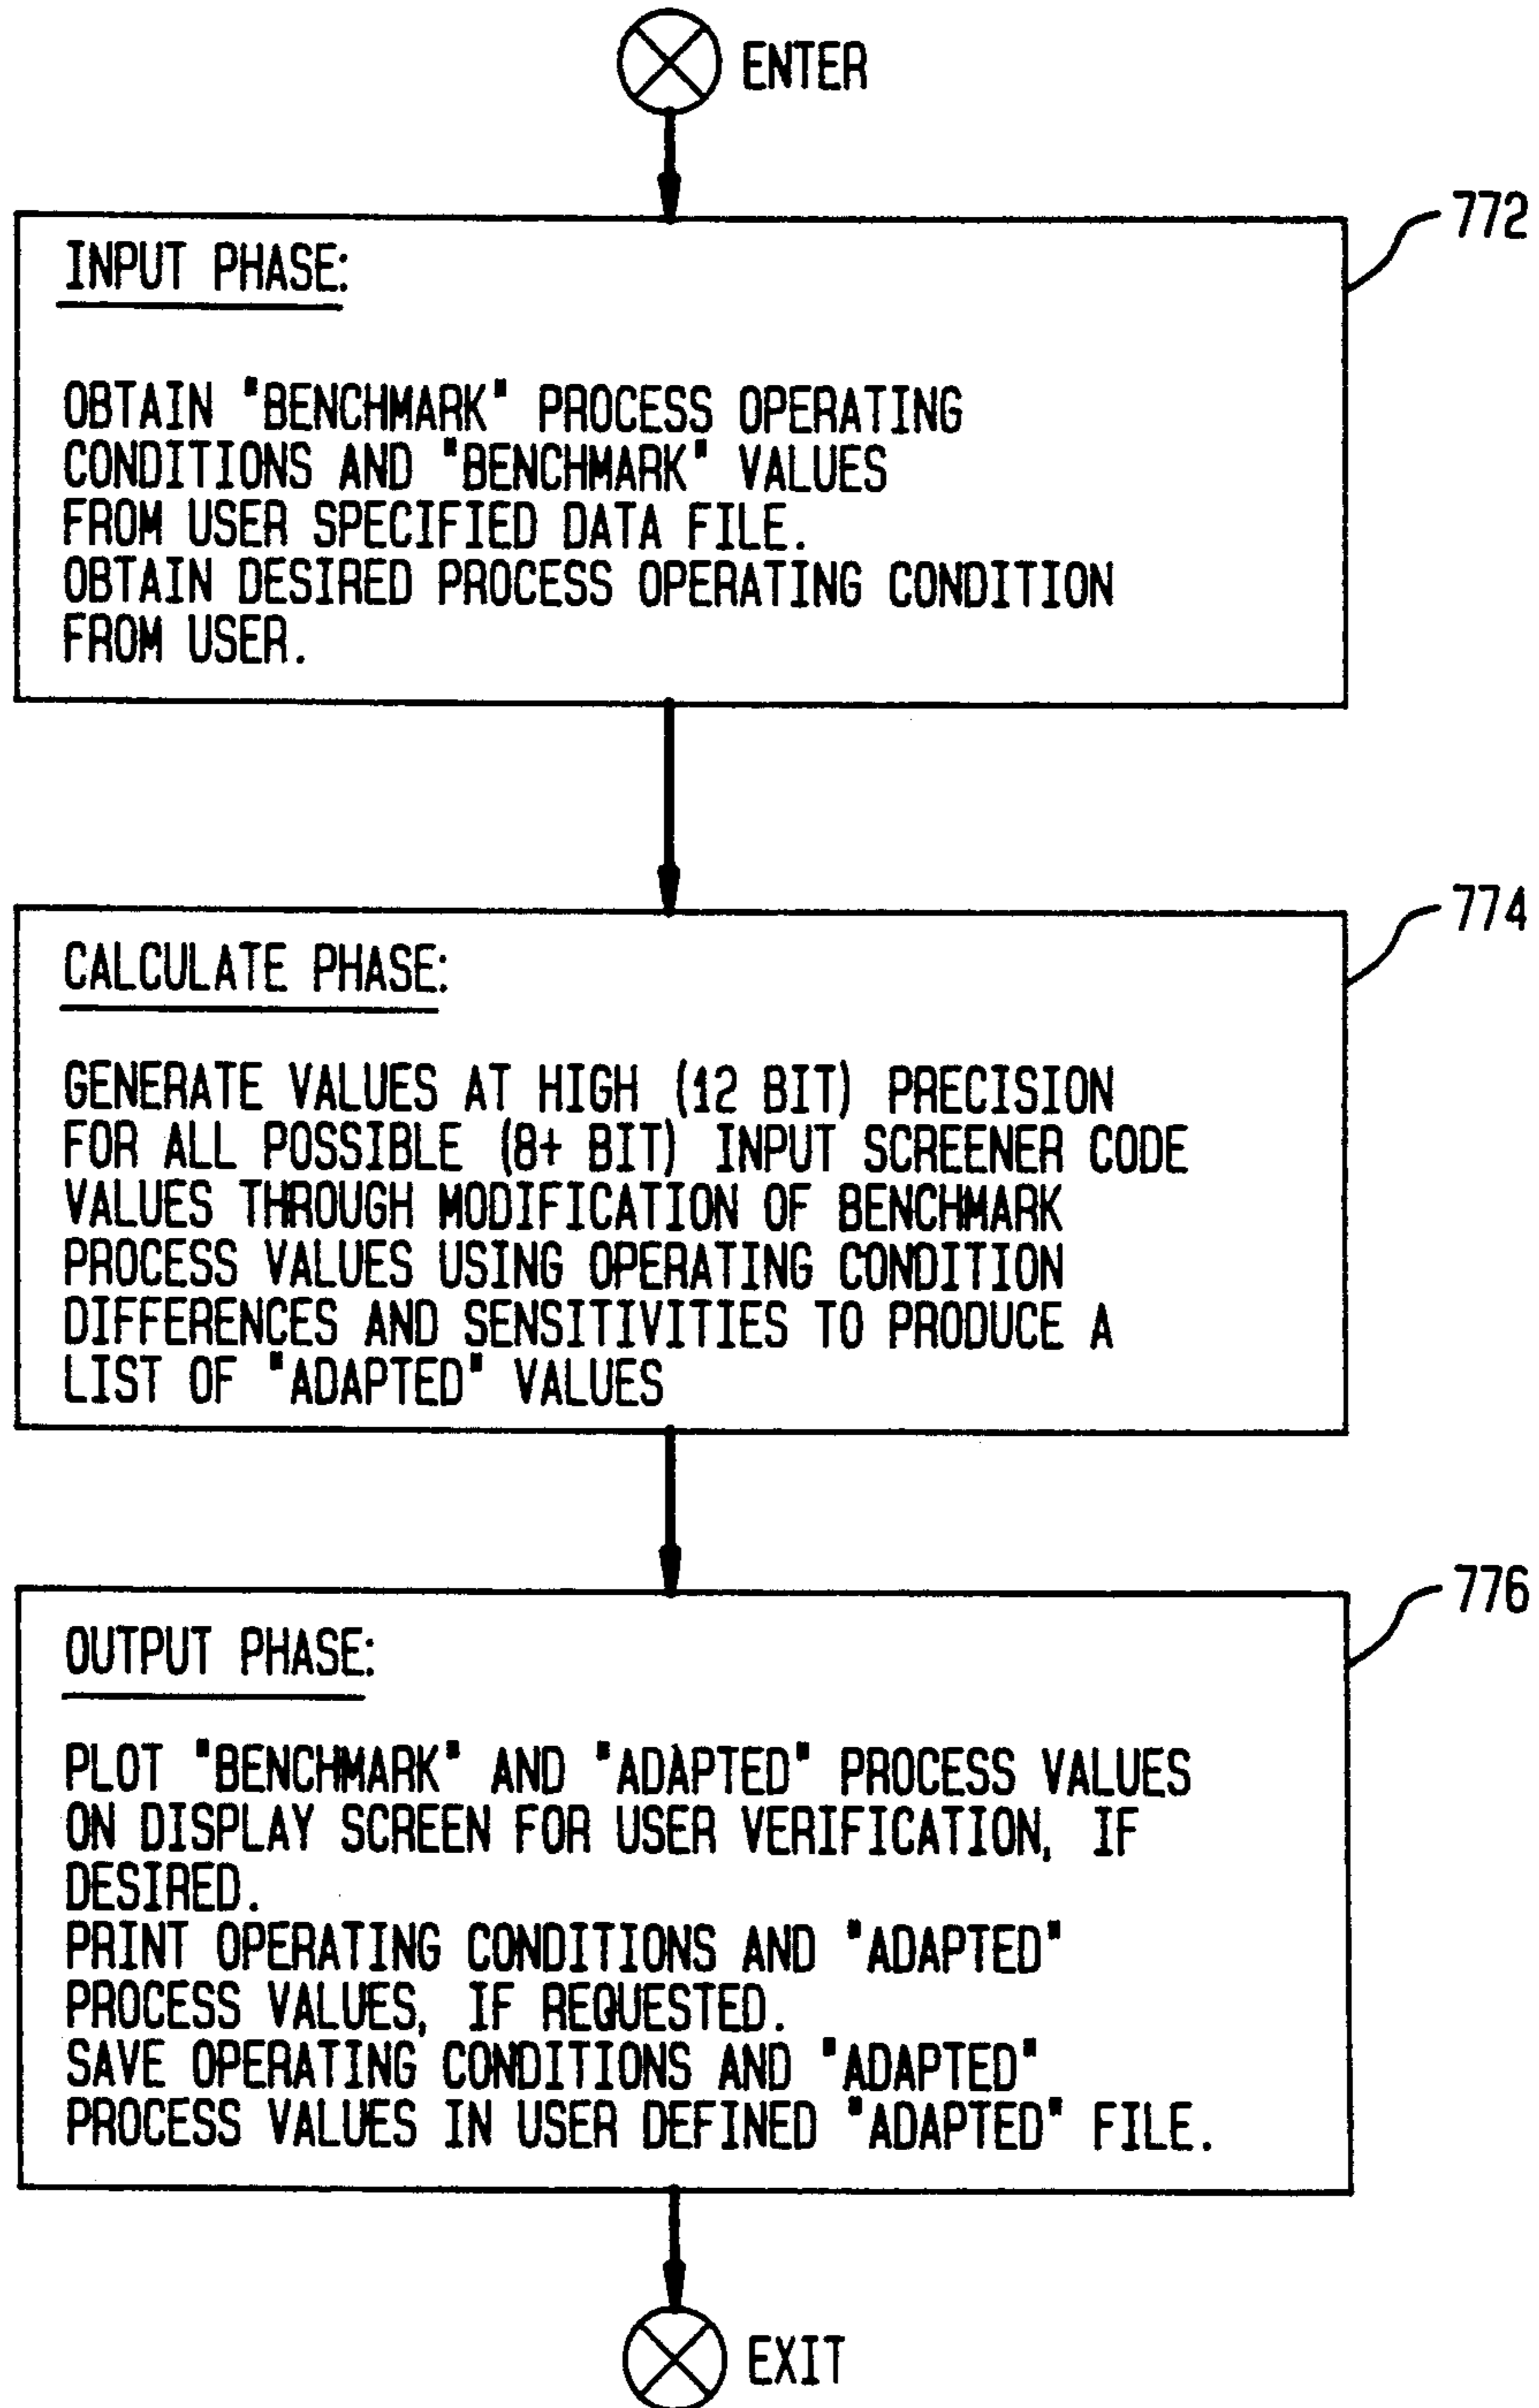 ENTER
772
INPUT PHASE:
OBTAIN "BENCHMARK" PROCESS OPERATING
CONDITIONS AND "BENCHMARK" VALUES
FROM USER SPECIFIED DATA FILE.
OBTAIN DESIRED PROCESS OPERATING CONDITION
FROM USER.
774
CALCULATE PHASE:
GENERATE VALUES AT HIGH (12 BIT) PRECISION
FOR ALL POSSIBLE (8+ BIT) INPUT SCREENER CODE
VALUES THROUGH MODIFICATION OF BENCHMARK
PROCESS VALUES USING OPERATING CONDITION
DIFFERENCES AND SENSITIVITIES TO PRODUCE A
LIST OF "ADAPTED" VALUES
776
OUTPUT PHASE:
PLOT "BENCHMARK" AND "ADAPTED" PROCESS VALUES
ON DISPLAY SCREEN FOR USER VERIFICATION, IF
DESIRED.
PRINT OPERATING CONDITIONS AND "ADAPTED"
PROCESS VALUES, IF REQUESTED.
SAVE OPERATING CONDITIONS AND "ADAPTED"
PROCESS VALUES IN USER DEFINED "ADAPTED" FILE.
EXIT